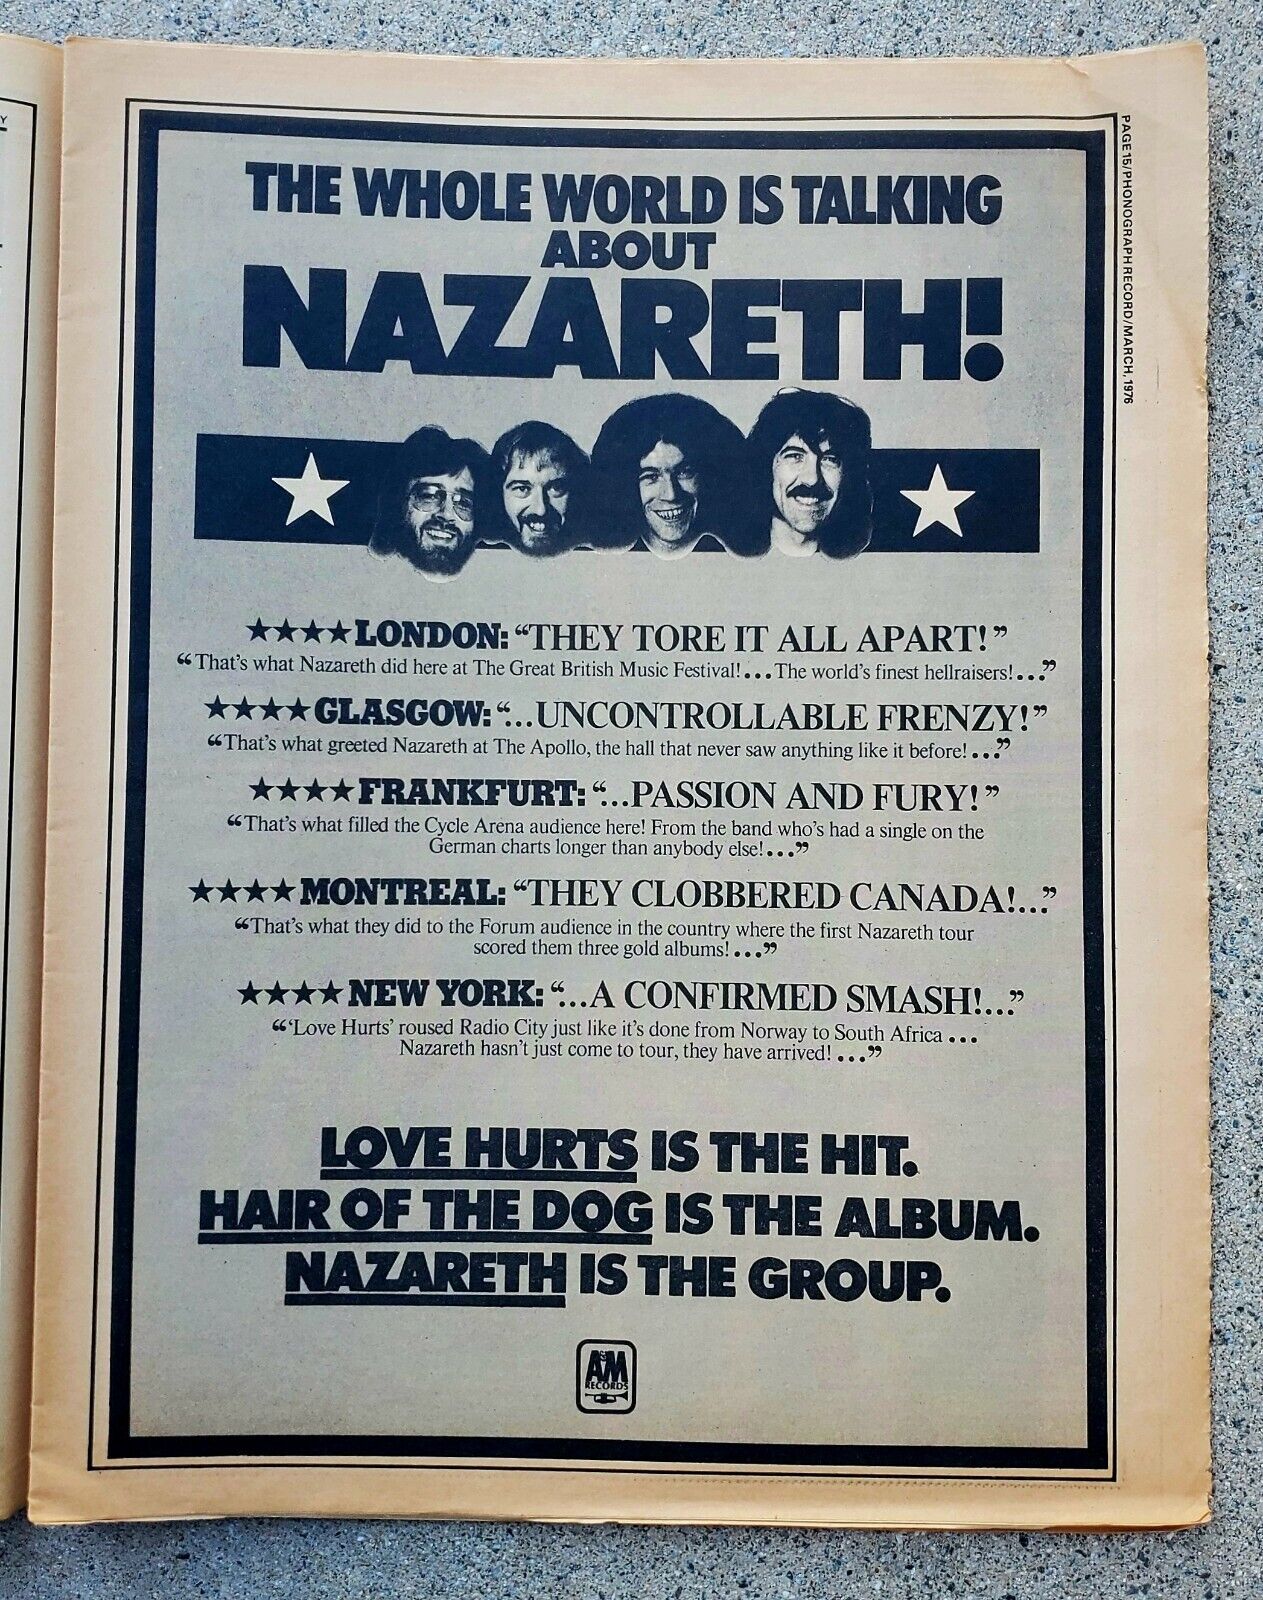 Y
PAGE 15/PHONOGRAPH RECORD/MARCH, 1976
THE WHOLE WORLD IS TALKING
ABOUT
NAZARETH!
★★★★LONDON: “THEY TORE IT ALL APART!”
“That's what Nazareth did here at The Great British Music Festival!...The world's finest hellraisers!...”
★★★★GLASGOW: “...UNCONTROLLABLE FRENZY!”
“That's what greeted Nazareth at The Apollo, the hall that never saw anything like it before!...”
★★★★FRANKFURT: “...PASSION AND FURY!”
“That's what filled the Cycle Arena audience here! From the band who's had a single on the
German charts longer than anybody else!...”
★★★★MONTREAL: “THEY CLOBBERED CANADA!...”
“That's what they did to the Forum audience in the country where the first Nazareth tour
scored them three gold albums!...”
★★★★NEW YORK: “...A CONFIRMED SMASH!...”
“'Love Hurts' roused Radio City just like it's done from Norway to South Africa...
Nazareth hasn't just come to tour, they have arrived!...”
LOVE HURTS IS THE HIT.
HAIR OF THE DOG IS THE ALBUM.
NAZARETH IS THE GROUP.
A&M
RECORDS